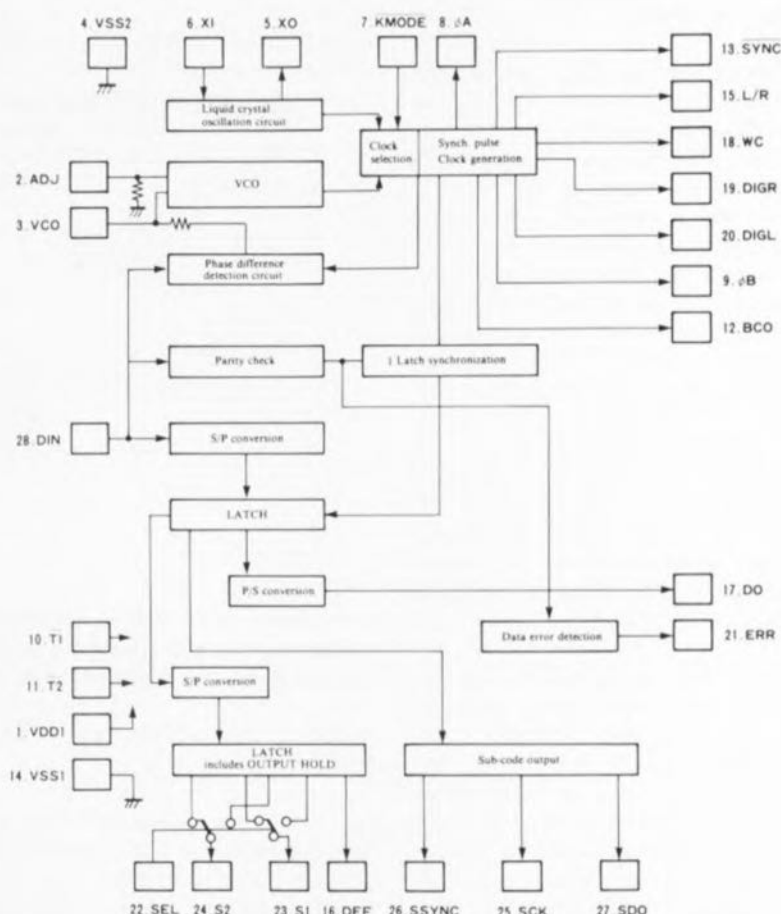 4. VSS2
6. XI
5. XO
7. KMODE
8. φA
13. SYNC
Liquid crystal
oscillation circuit
15. L/R
Clock
selection
Synch. pulse
Clock generation
18. WC
2. ADJ
VCO
19. DIGR
3. VCO
20. DIGL
Phase difference
detection circuit
9. φB
12. BCO
Parity check
Latch synchronization
28. DIN
S/P conversion
LATCH
P/S conversion
17. DO
10. T1
Data error detection
21. ERR
11. T2
S/P conversion
1. VDD1
LATCH
includes OUTPUT HOLD
Sub-code output
14. VSS1
22. SEL
24. S2
23. S1
16. DEF
26. SSYNC
25. SCK
27. SDO